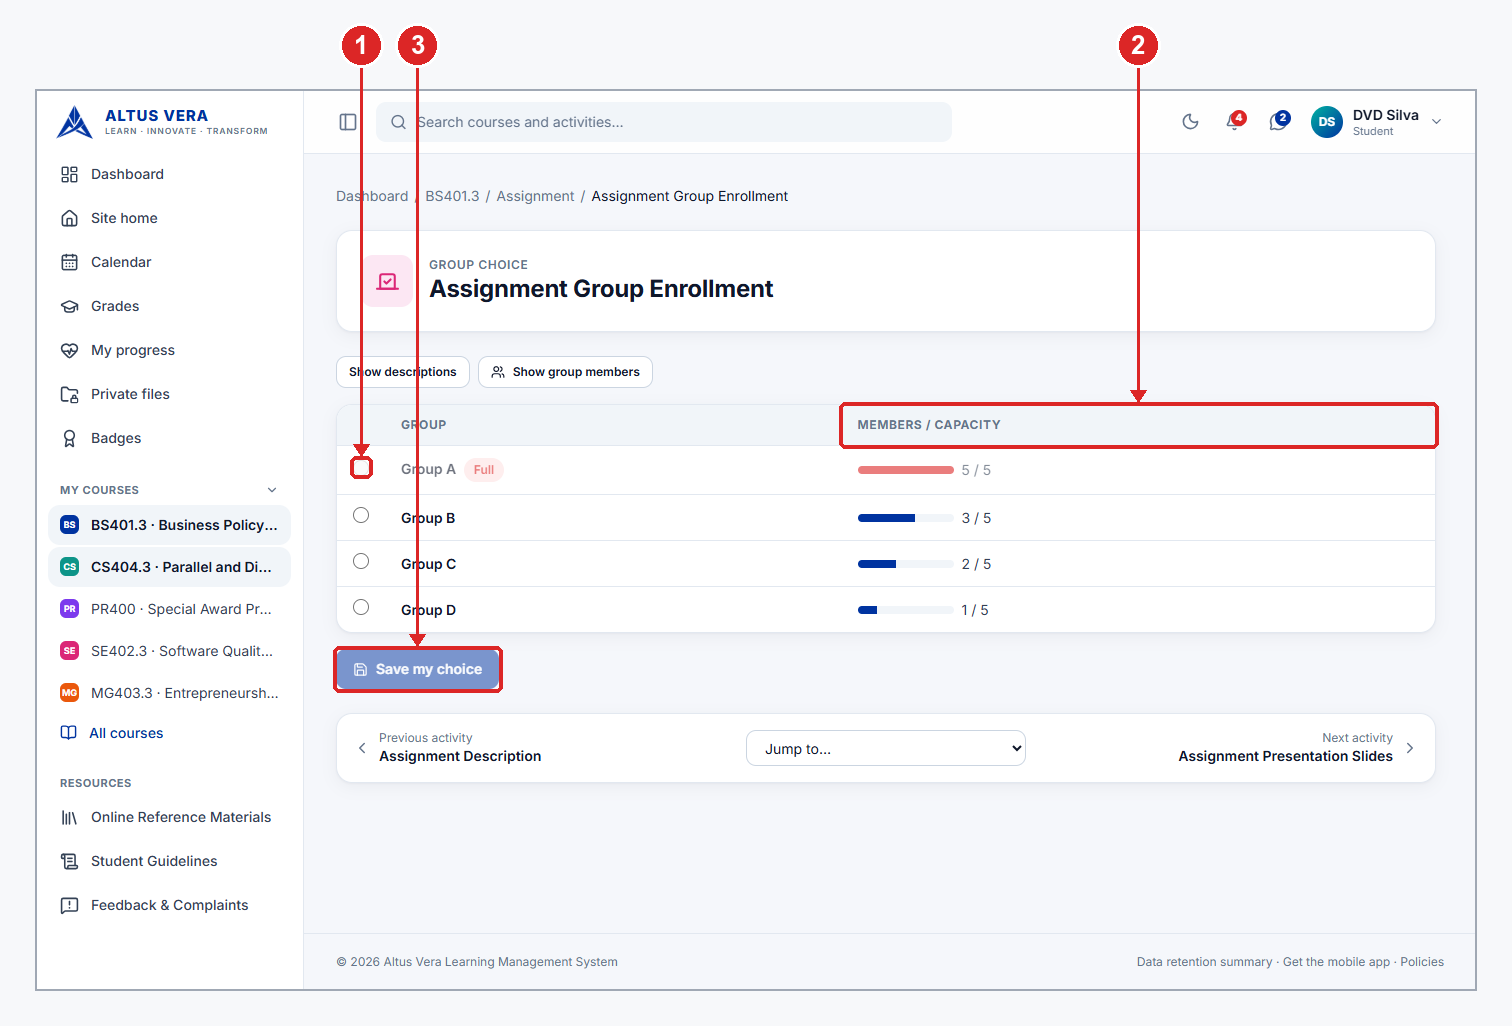 1
3
2
ALTUS VERA
LEARN · INNOVATE · TRANSFORM
Search courses and activities...
4
2
DS
DVD Silva
Student
Dashboard
Site home
Calendar
Grades
My progress
Private files
Badges
MY COURSES
BS BS401.3 · Business Policy...
CS CS404.3 · Parallel and Di...
PR PR400 · Special Award Pr...
SE SE402.3 · Software Qualit...
MG MG403.3 · Entrepreneursh...
All courses
RESOURCES
Online Reference Materials
Student Guidelines
Feedback & Complaints
Dashboard / BS401.3 / Assignment / Assignment Group Enrollment
GROUP CHOICE
Assignment Group Enrollment
Show descriptions
Show group members
GROUP MEMBERS / CAPACITY
Group A Full 5 / 5
Group B 3 / 5
Group C 2 / 5
Group D 1 / 5
Save my choice
Previous activity
Assignment Description
Jump to...
Next activity
Assignment Presentation Slides
© 2026 Altus Vera Learning Management System
Data retention summary · Get the mobile app · Policies